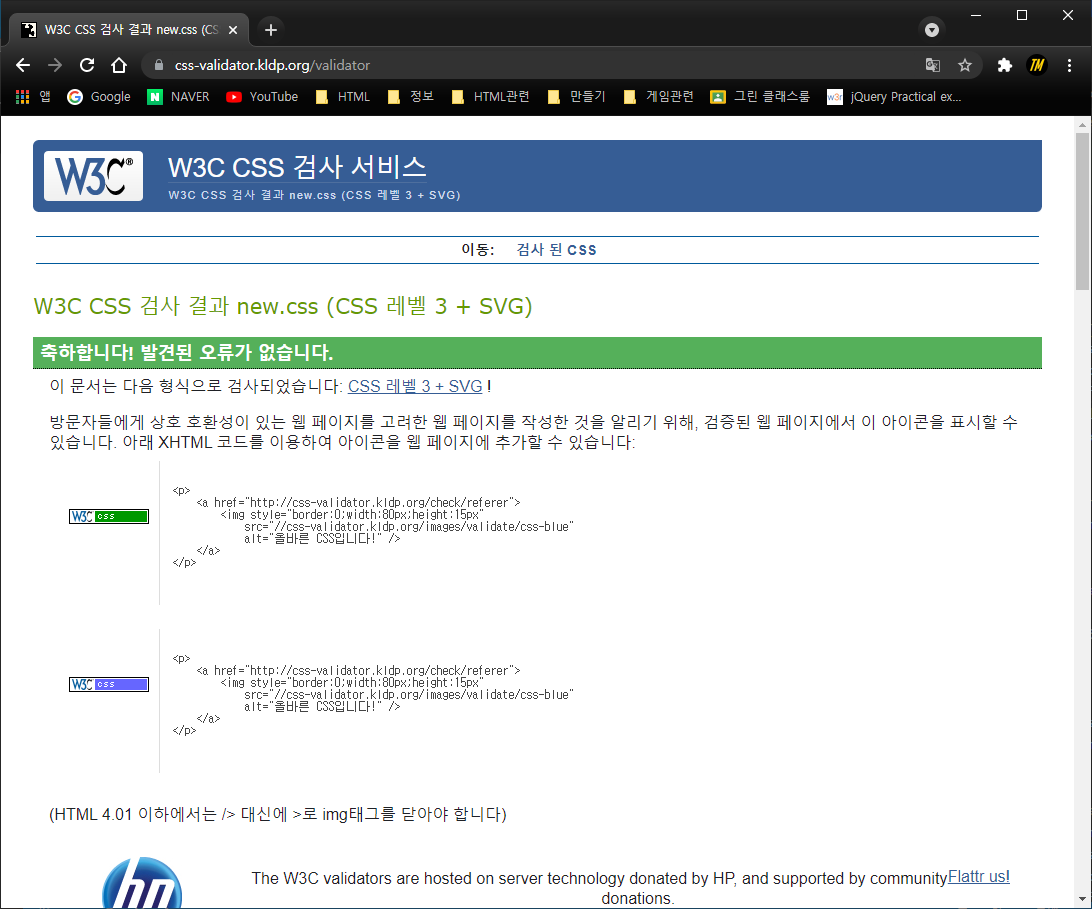 W3C CSS 검사 결과 new.css (CS
css-validator.kldp.org/validator
TM
앱 Google NAVER YouTube HTML 정보 HTML관련 만들기 게임관련 그린 클래스룸 jQuery Practical ex...
W3C® W3C CSS 검사 서비스
W3C CSS 검사 결과 new.css (CSS 레벨 3 + SVG)
이동: 검사 된 CSS
W3C CSS 검사 결과 new.css (CSS 레벨 3 + SVG)
축하합니다! 발견된 오류가 없습니다.
이 문서는 다음 형식으로 검사되었습니다: CSS 레벨 3 + SVG !
방문자들에게 상호 호환성이 있는 웹 페이지를 고려한 웹 페이지를 작성한 것을 알리기 위해, 검증된 웹 페이지에서 이 아이콘을 표시할 수
있습니다. 아래 XHTML 코드를 이용하여 아이콘을 웹 페이지에 추가할 수 있습니다:
W3C css
<p>
<a href="http://css-validator.kldp.org/check/referer">
<img style="border:0;width:80px;height:15px"
src="//css-validator.kldp.org/images/validate/css-blue"
alt="올바른 CSS입니다!" />
</a>
</p>
W3C css
<p>
<a href="http://css-validator.kldp.org/check/referer">
<img style="border:0;width:80px;height:15px"
src="//css-validator.kldp.org/images/validate/css-blue"
alt="올바른 CSS입니다!" />
</a>
</p>
(HTML 4.01 이하에서는 /> 대신에 >로 img태그를 닫아야 합니다)
hp
The W3C validators are hosted on server technology donated by HP, and supported by community Flattr us!
donations.